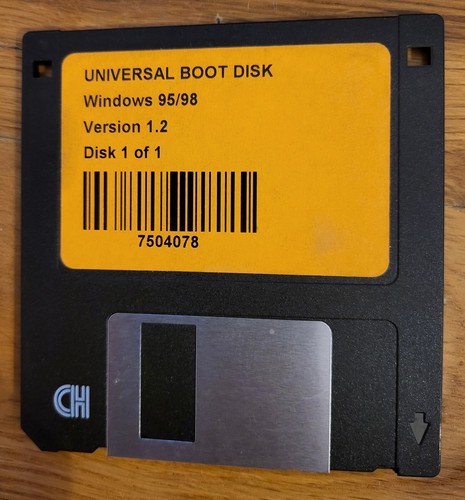 UNIVERSAL BOOT DISK
Windows 95/98
Version 1.2
Disk 1 of 1
7504078
CH